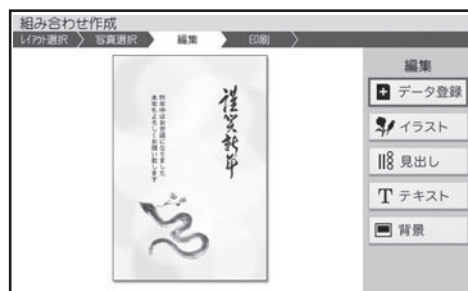 組み合わせ作成
ﾚｲｱｳﾄ選択
写真選択
編集
印刷
謹賀新年
昨年中はお世話になりました
本年もよろしくお願い致します
編集
データ登録
イラスト
見出し
テキスト
背景